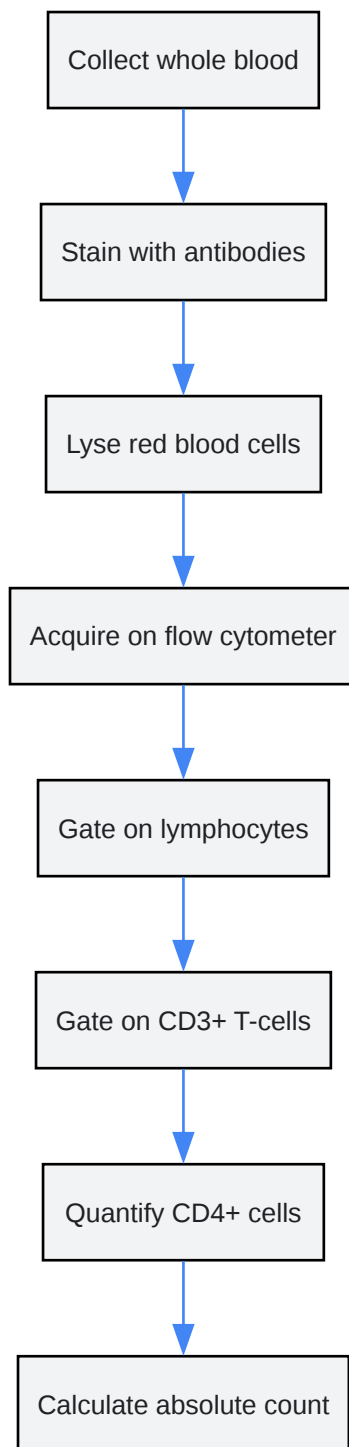 Collect whole blood
Stain with antibodies
Lyse red blood cells
Acquire on flow cytometer
Gate on lymphocytes
Gate on CD3+ T-cells
Quantify CD4+ cells
Calculate absolute count